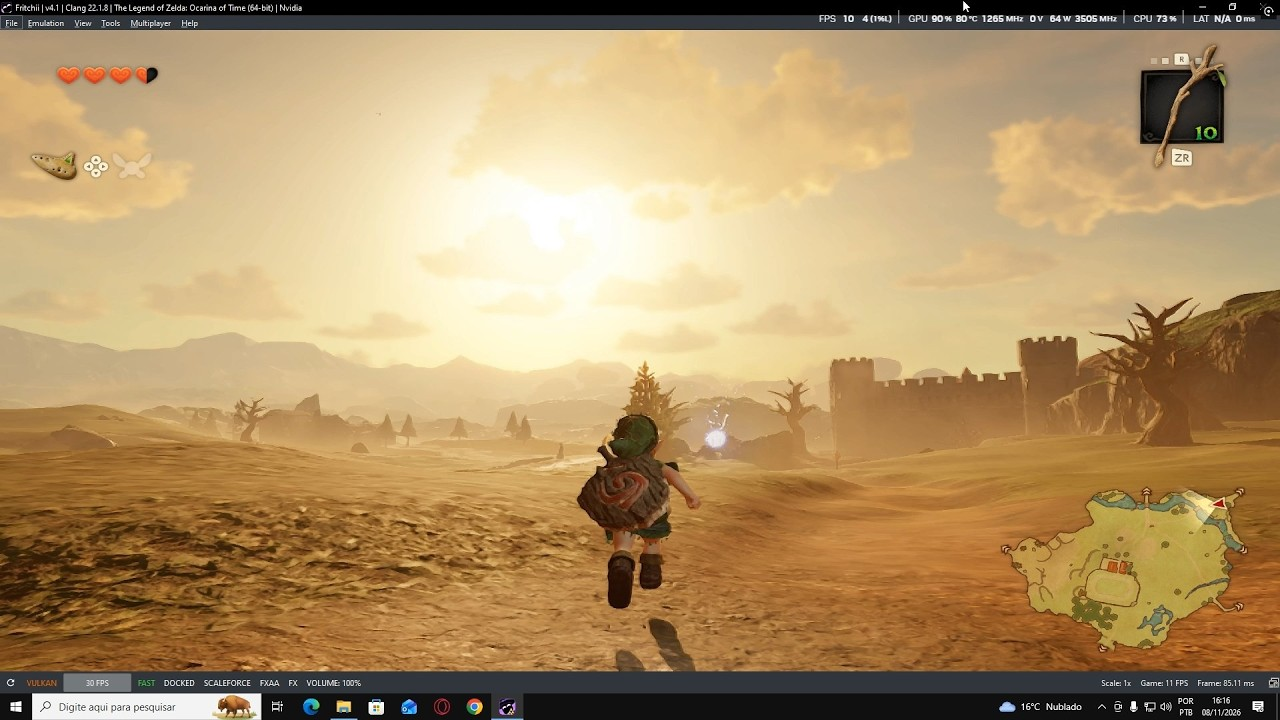 Fritchii | v4.1 | Clang 22.1.8 | The Legend of Zelda: Ocarina of Time (64-bit) | Nvidia
File Emulation View Tools Multiplayer Help
FPS 10 4 (1%L) GPU 90 % 80 °C 1265 MHz 0 V 64 W 3505 MHz CPU 73 % LAT N/A 0 ms
R
10
ZR
VULKAN 30 FPS FAST DOCKED SCALEFORCE FXAA FX VOLUME: 100% Scale: 1x Game: 11 FPS Frame: 85.11 ms
Digite aqui para pesquisar
16°C Nublado
POR
PTB
16:16
08/11/2026